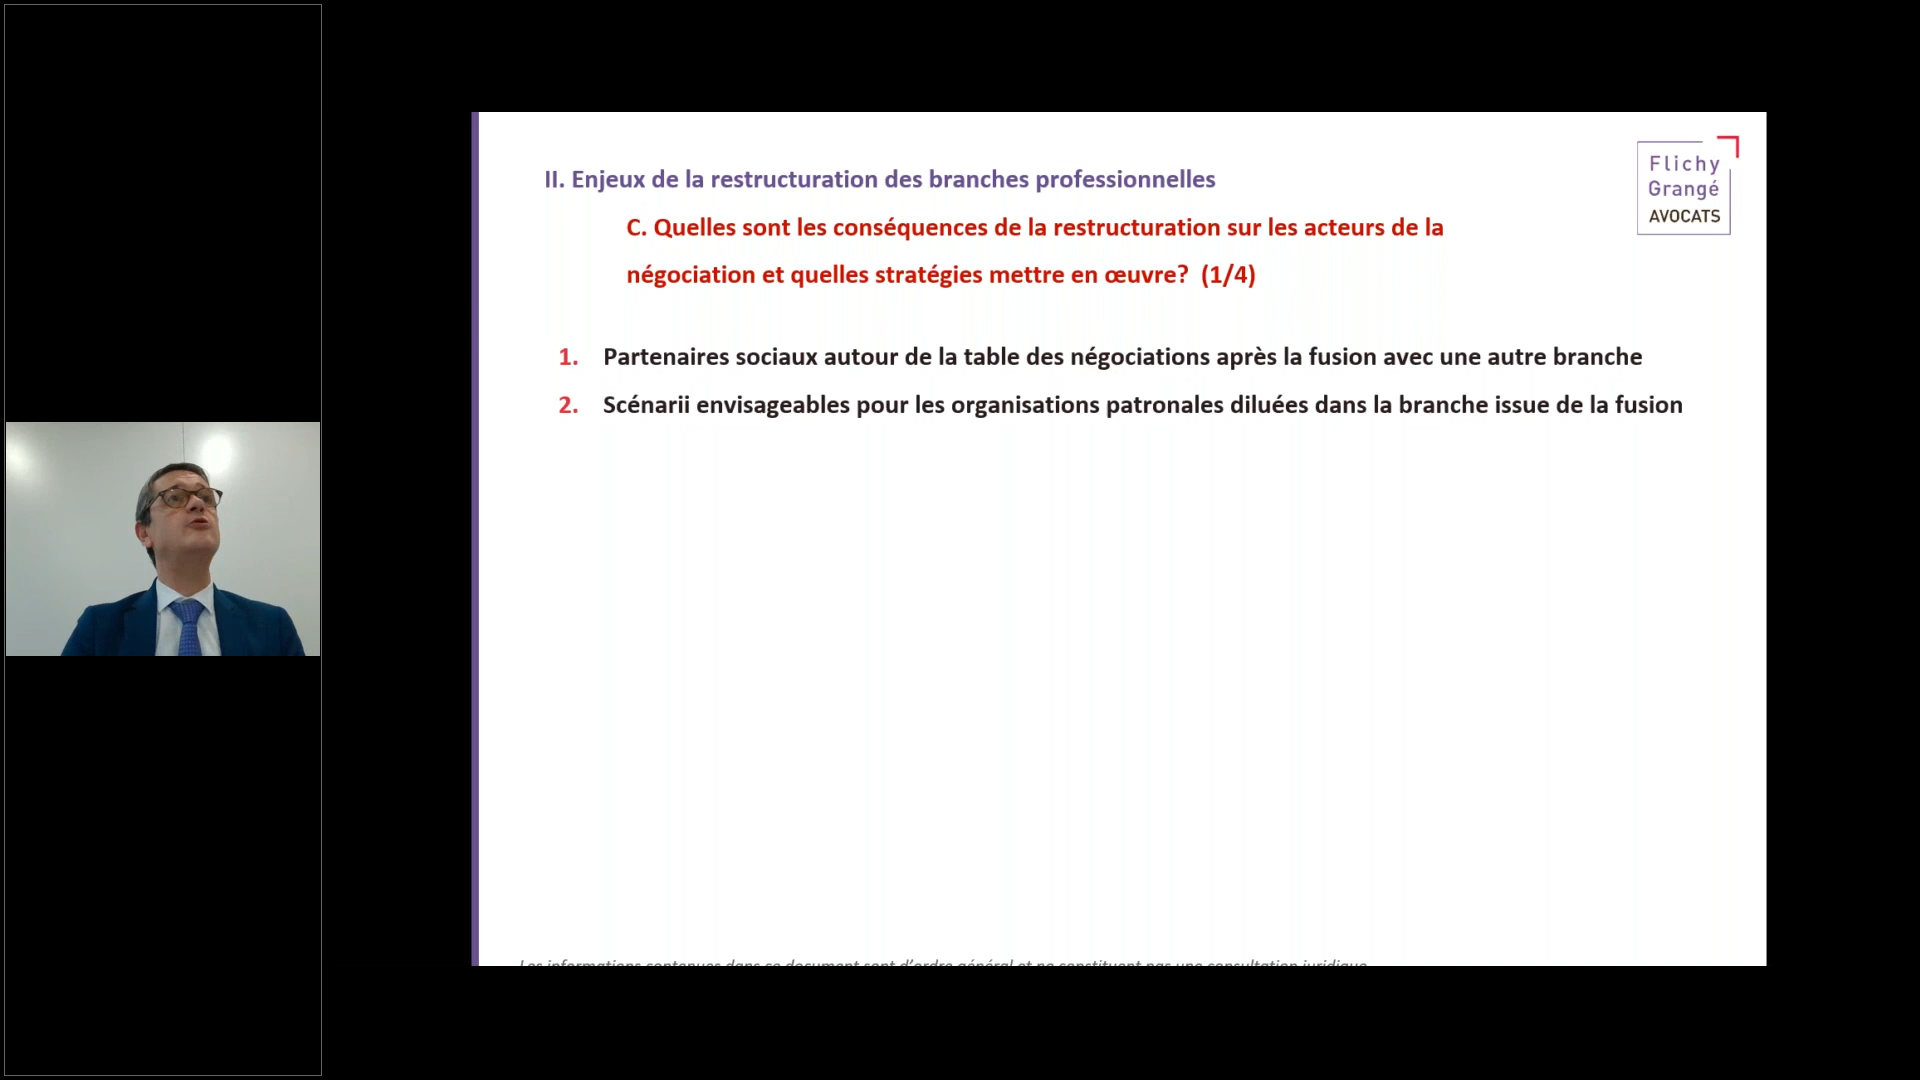 II. Enjeux de la restructuration des branches professionnelles
C. Quelles sont les conséquences de la restructuration sur les acteurs de la
négociation et quelles stratégies mettre en œuvre? (1/4)
Flichy
Grangé
AVOCATS
1. Partenaires sociaux autour de la table des négociations après la fusion avec une autre branche
2. Scénarii envisageables pour les organisations patronales diluées dans la branche issue de la fusion
Les informations contenues dans ce document sont d’ordre général et ne constituent pas une consultation juridique